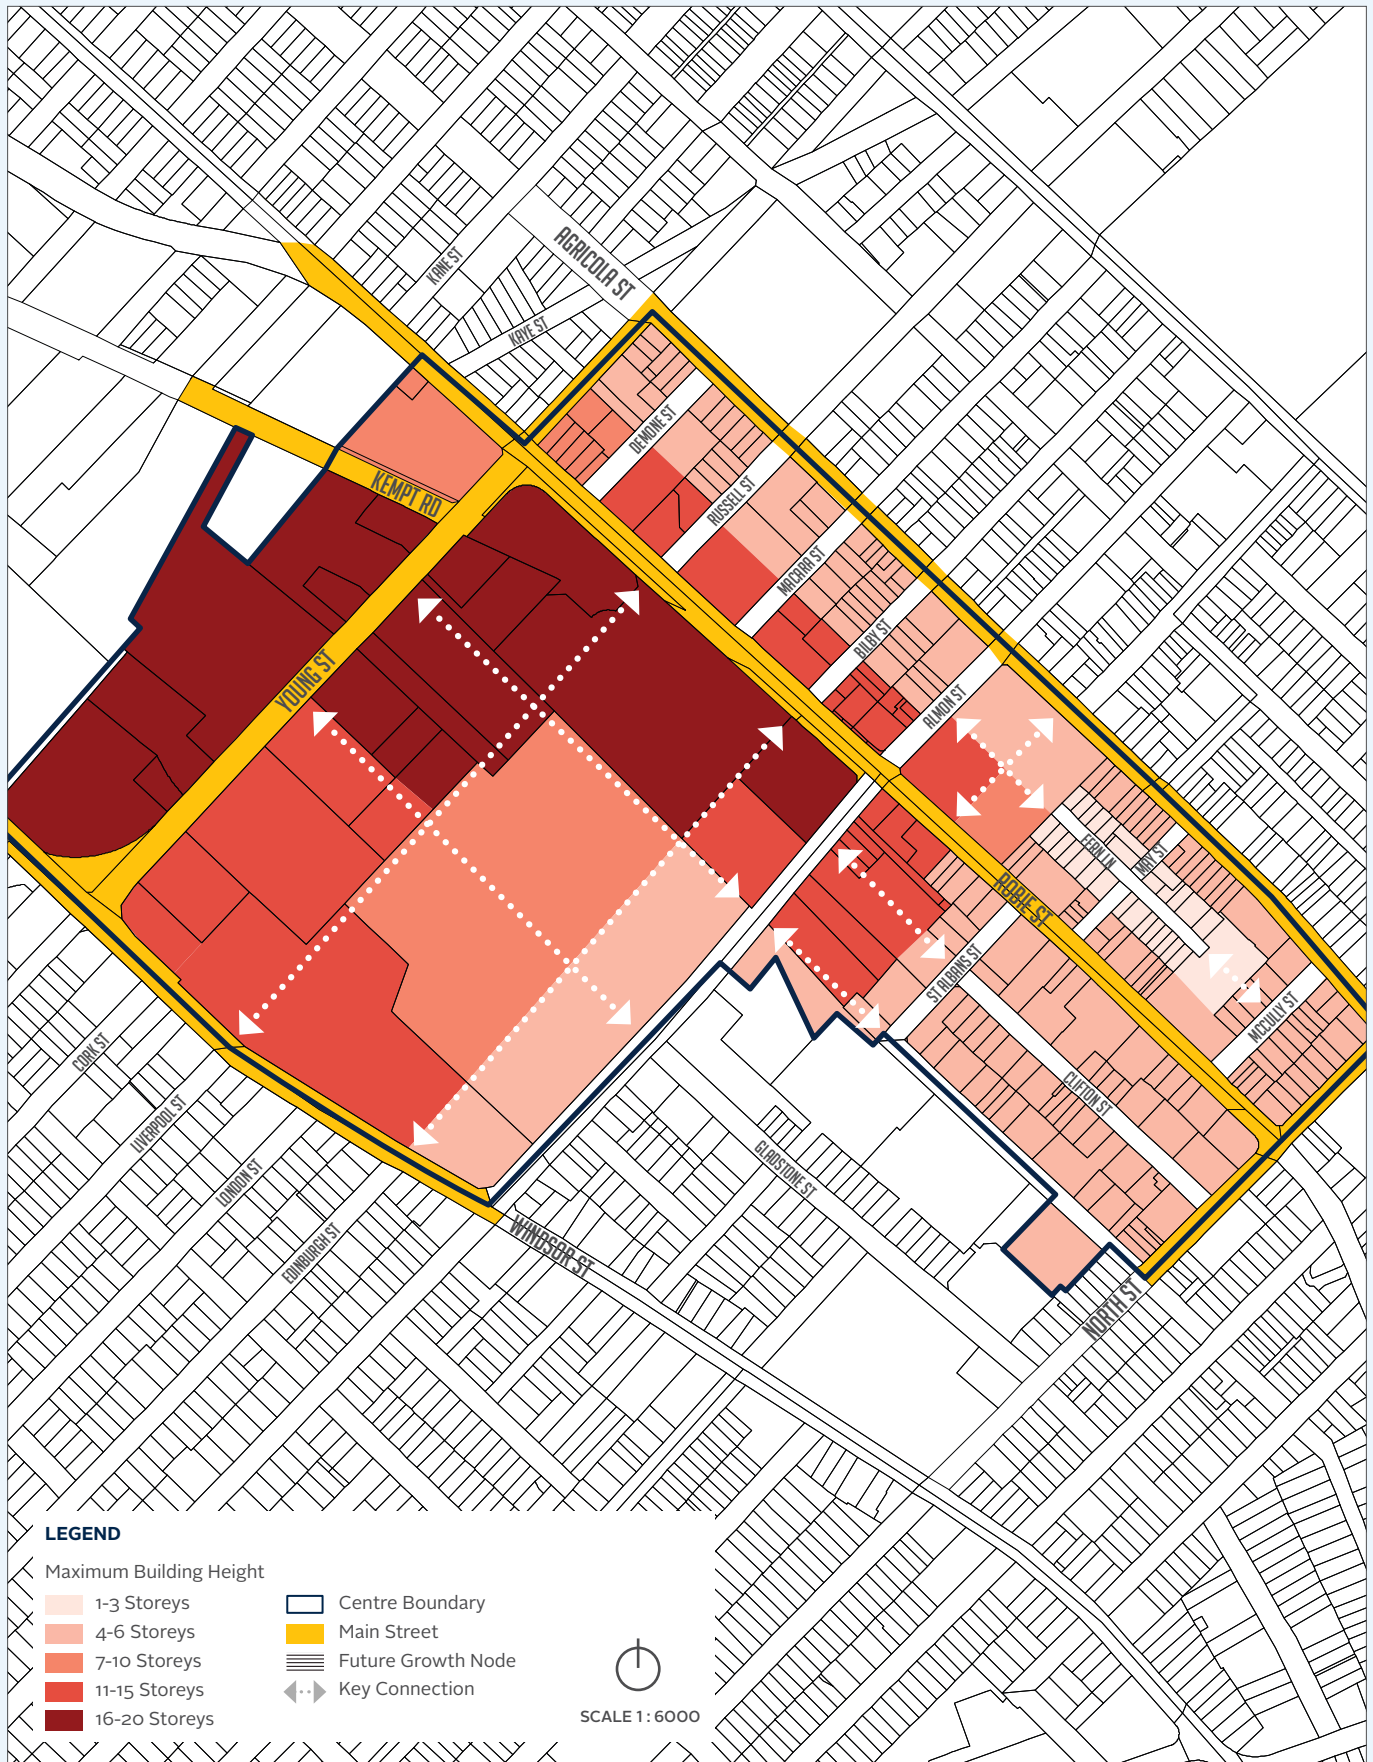 AGRICOLA ST
KANE ST
KAYE ST
DEMONE ST
KEMPT RD
RUSSELL ST
MACARA ST
BILBY ST
YOUNG ST
ALMON ST
FERN LN
MAY ST
ROBIE ST
ST ALBANS ST
MCCULLY ST
CORK ST
CLIFTON ST
LIVERPOOL ST
GLADSTONE ST
LONDON ST
EDINBURGH ST
WINDSOR ST
NORTH ST
LEGEND
Maximum Building Height
1-3 Storeys
4-6 Storeys
7-10 Storeys
11-15 Storeys
16-20 Storeys
Centre Boundary
Main Street
Future Growth Node
Key Connection
SCALE 1 : 6000